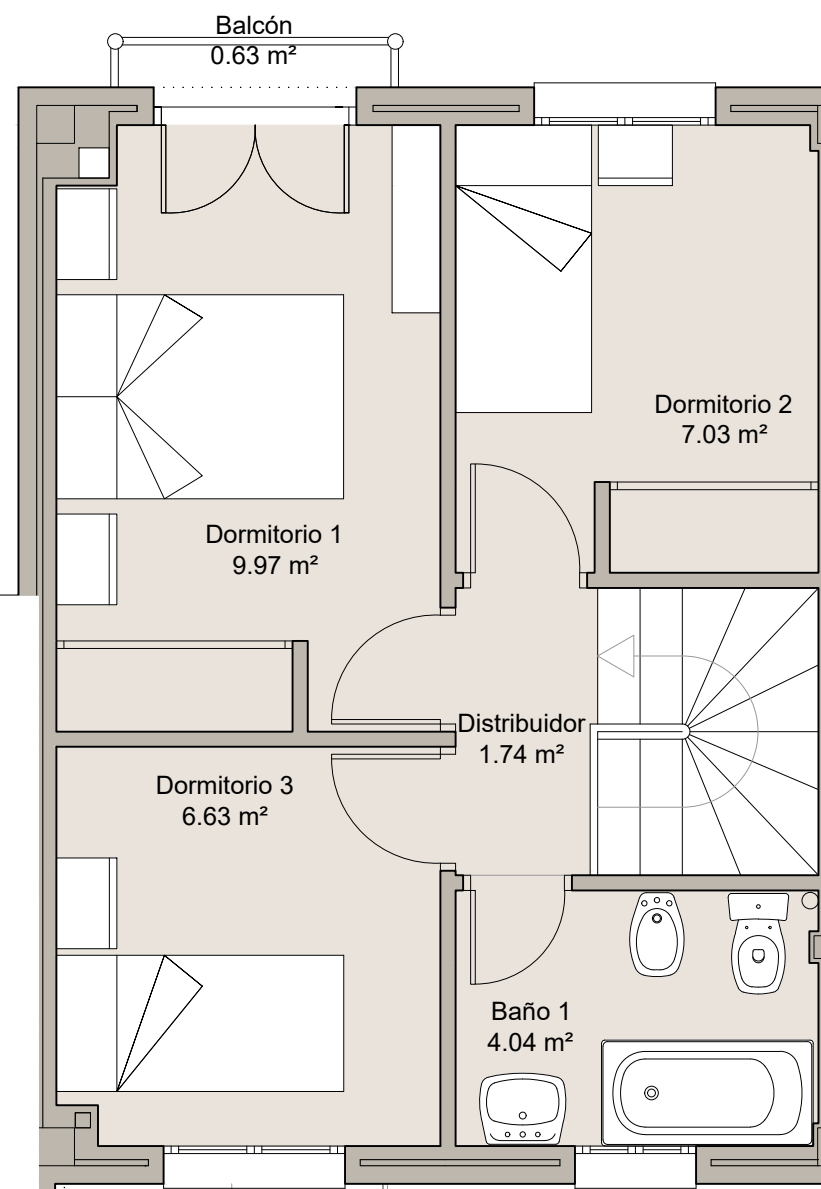 Balcón
0.63 m²
Dormitorio 2
7.03 m²
Dormitorio 1
9.97 m²
Distribuidor
1.74 m²
Dormitorio 3
6.63 m²
Baño 1
4.04 m²